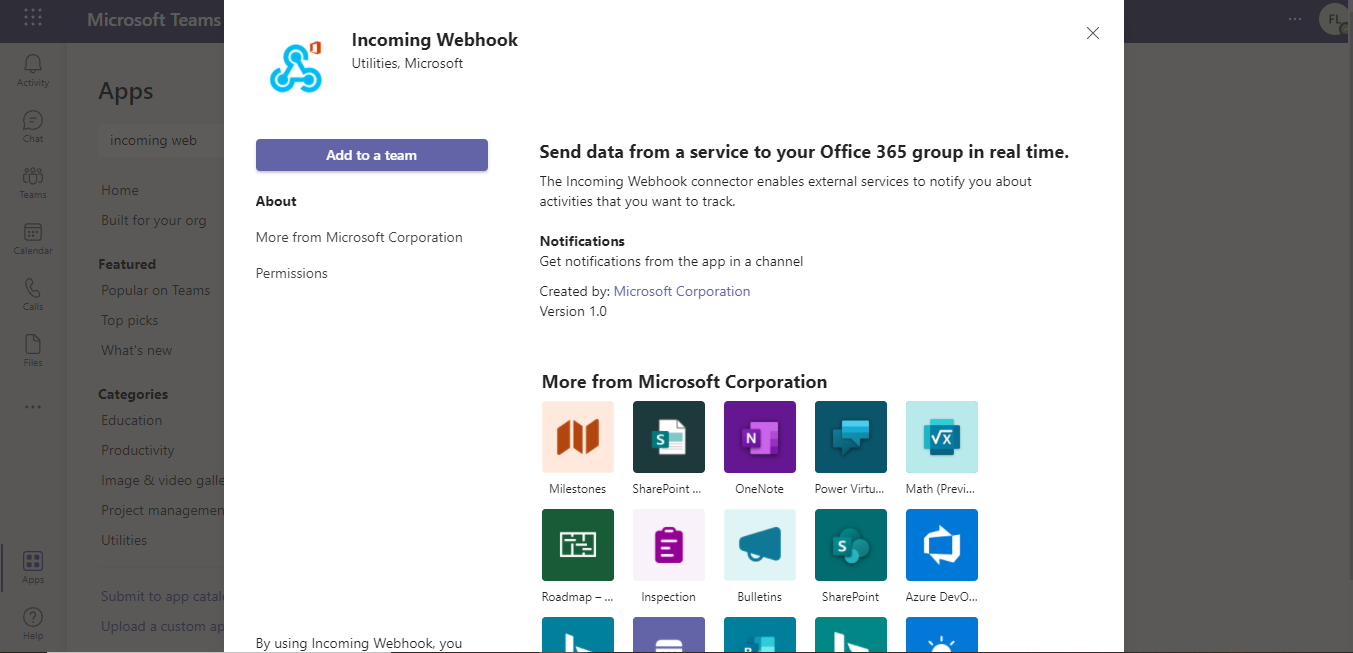 Microsoft Teams
FL
Activity
Chat
Teams
Calendar
Calls
Files
Apps
Help
Apps
incoming web
Home
Built for your org
Featured
Popular on Teams
Top picks
What's new
Categories
Education
Productivity
Image & video galle
Project managemen
Utilities
Submit to app catal
Upload a custom ap
Incoming Webhook
Utilities, Microsoft
Add to a team
About
More from Microsoft Corporation
Permissions
By using Incoming Webhook, you
Send data from a service to your Office 365 group in real time.
The Incoming Webhook connector enables external services to notify you about
activities that you want to track.
Notifications
Get notifications from the app in a channel
Created by: Microsoft Corporation
Version 1.0
More from Microsoft Corporation
S
N
√x
Milestones
SharePoint ...
OneNote
Power Virtu...
Math (Previ...
S
Roadmap – ...
Inspection
Bulletins
SharePoint
Azure DevO...
B